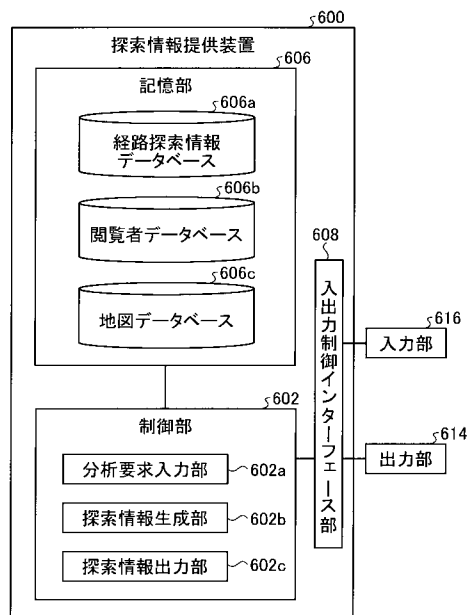 600
探索情報提供装置
606
記憶部
606a
経路探索情報
データベース
606b
閲覧者データベース
606c
地図データベース
608
入出力制御インターフェース部
616
入力部
614
出力部
602
制御部
分析要求入力部
602a
探索情報生成部
602b
探索情報出力部
602c